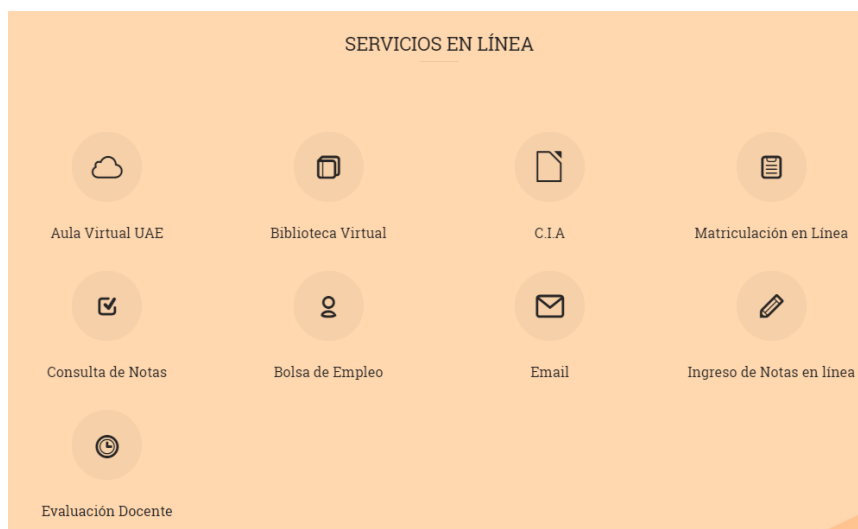 SERVICIOS EN LÍNEA
Aula Virtual UAE
Biblioteca Virtual
C.I.A
Matriculación en Línea
Consulta de Notas
Bolsa de Empleo
Email
Ingreso de Notas en línea
Evaluación Docente